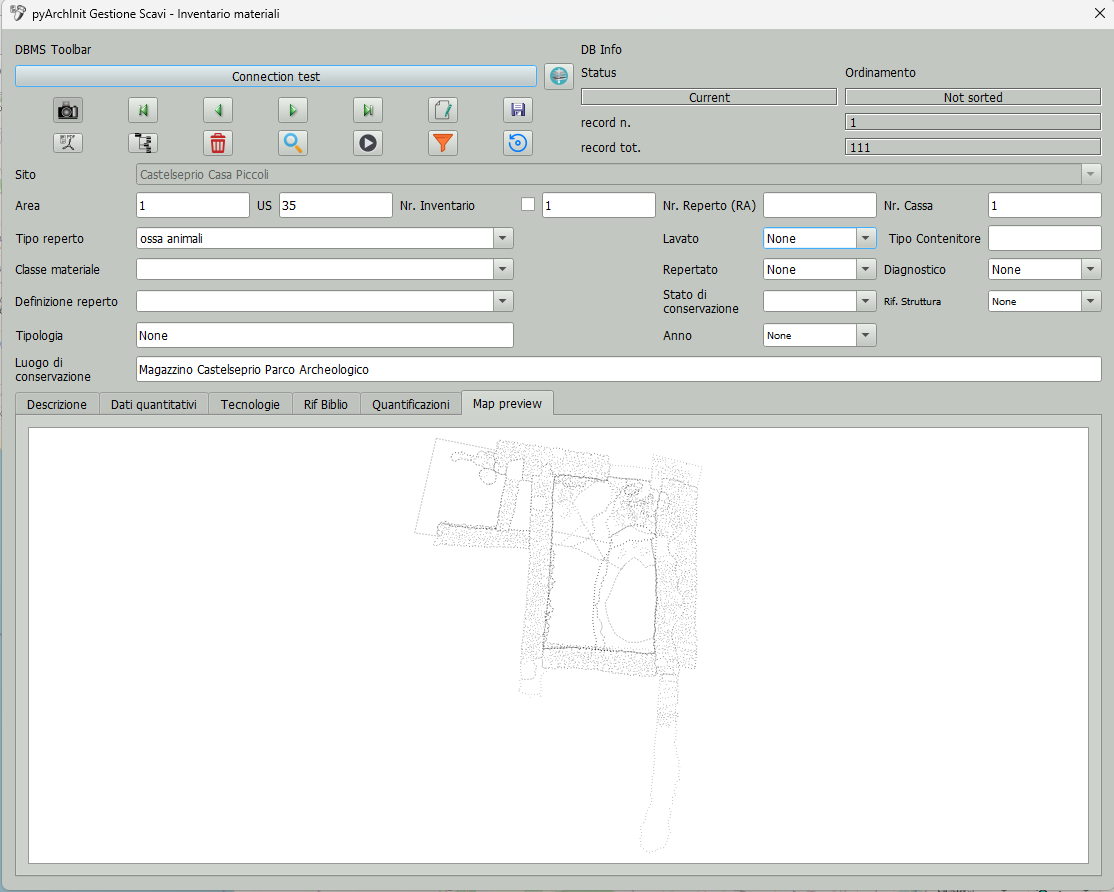 pyArchInit Gestione Scavi - Inventario materiali
DBMS Toolbar
DB Info
Connection test
Status
Ordinamento
Current
Not sorted
record n.
1
record tot.
111
Sito
Castelseprio Casa Piccoli
Area
1
US
35
Nr. Inventario
1
Nr. Reperto (RA)
Nr. Cassa
1
Tipo reperto
ossa animali
Lavato
None
Tipo Contenitore
Classe materiale
Repertato
None
Diagnostico
None
Definizione reperto
Stato di
conservazione
Rif. Struttura
None
Tipologia
None
Anno
None
Luogo di
conservazione
Magazzino Castelseprio Parco Archeologico
Descrizione
Dati quantitativi
Tecnologie
Rif Biblio
Quantificazioni
Map preview